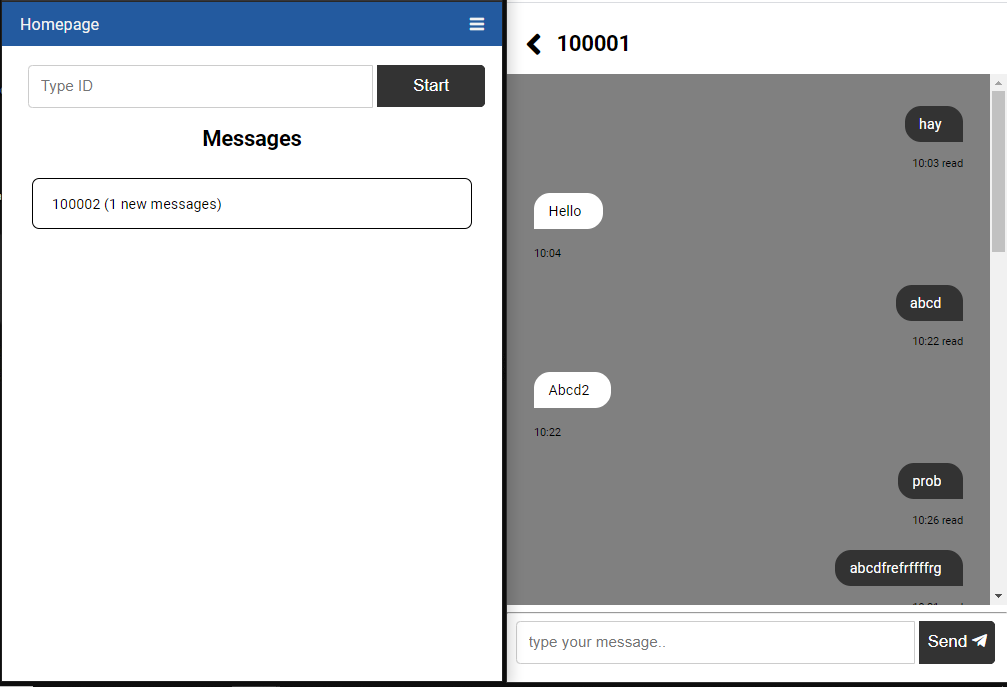 Homepage
Type ID
Start
Messages
100002 (1 new messages)
100001
hay
10:03 read
Hello
10:04
abcd
10:22 read
Abcd2
10:22
prob
10:26 read
abcdfrefrffffrg
type your message..
Send